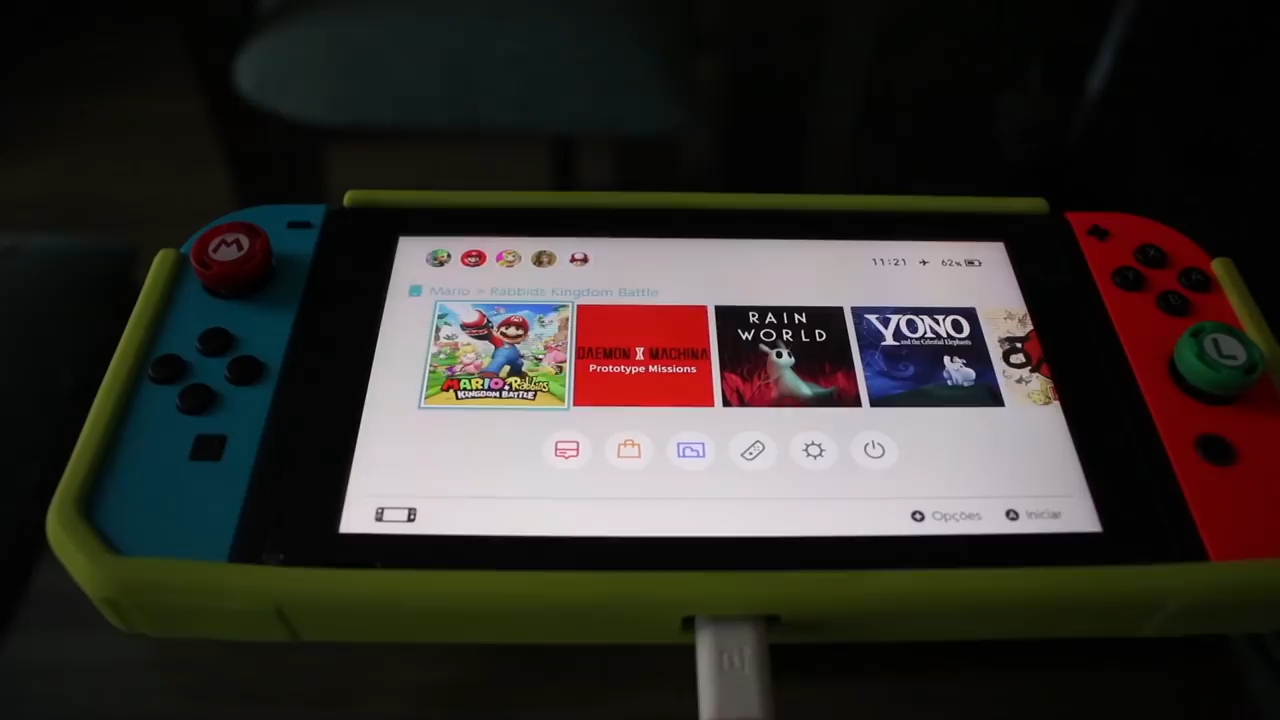 M
11:21 62%
Mario + Rabbids Kingdom Battle
MARIO + Rabbids
KINGDOM BATTLE
DAEMON X MACHINA
Prototype Missions
RAIN
WORLD
YONO
and the Celestial Elephants
X
Y
A
B
L
+ Opções A Iniciar